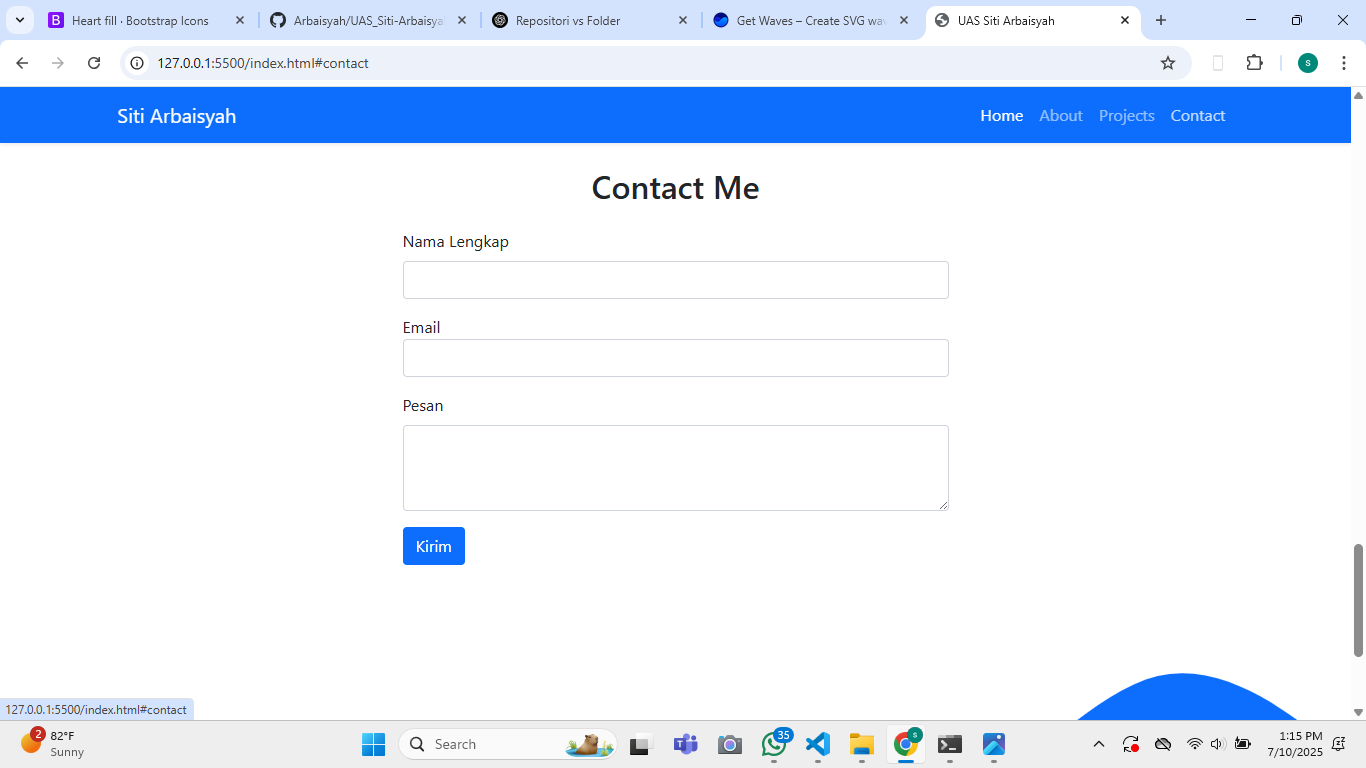 Heart fill · Bootstrap Icons
Arbaisyah/UAS_Siti-Arbaisya
Repositori vs Folder
Get Waves – Create SVG wav
UAS Siti Arbaisyah
127.0.0.1:5500/index.html#contact
s
Siti Arbaisyah
Home About Projects Contact
Contact Me
Nama Lengkap
Email
Pesan
Kirim
127.0.0.1:5500/index.html#contact
2
82°F
Sunny
Search
35
s
1:15 PM
7/10/2025